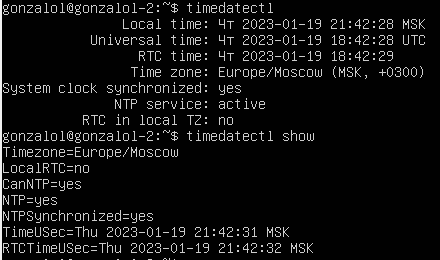 gonzalol@gonzalol-2:~$ timedatectl
Local time: Чт 2023-01-19 21:42:28 MSK
Universal time: Чт 2023-01-19 18:42:28 UTC
RTC time: Чт 2023-01-19 18:42:29
Time zone: Europe/Moscow (MSK, +0300)
System clock synchronized: yes
NTP service: active
RTC in local TZ: no
gonzalol@gonzalol-2:~$ timedatectl show
Timezone=Europe/Moscow
LocalRTC=no
CanNTP=yes
NTP=yes
NTPSynchronized=yes
TimeUSec=Thu 2023-01-19 21:42:31 MSK
RTCTimeUSec=Thu 2023-01-19 21:42:32 MSK